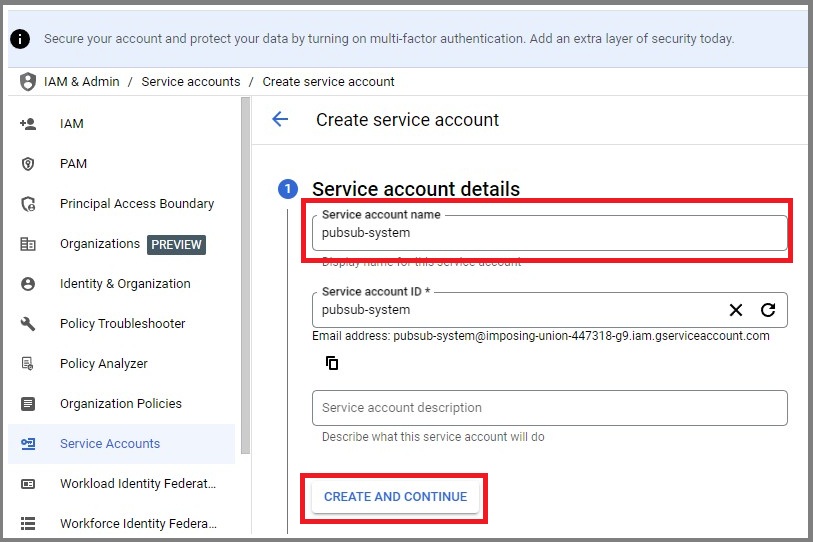 Secure your account and protect your data by turning on multi-factor authentication. Add an extra layer of security today.
IAM & Admin / Service accounts / Create service account
IAM
PAM
Principal Access Boundary
Organizations PREVIEW
Identity & Organization
Policy Troubleshooter
Policy Analyzer
Organization Policies
Service Accounts
Workload Identity Federat...
Workforce Identity Federa...
Create service account
1 Service account details
Service account name
pubsub-system
Display name for this service account
Service account ID *
pubsub-system
Email address: pubsub-system@imposing-union-447318-g9.iam.gserviceaccount.com
Service account description
Describe what this service account will do
CREATE AND CONTINUE